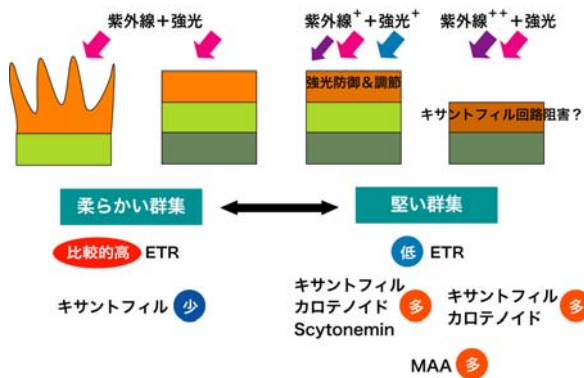 紫外線＋強光
紫外線⁺＋強光⁺
紫外線⁺⁺＋強光
強光防御＆調節
キサントフィル回路阻害？
柔らかい群集
堅い群集
比較的高 ETR
低 ETR
キサントフィル 少
キサントフィル
カロテノイド 多
Scytonemin
キサントフィル
カロテノイド 多
MAA 多